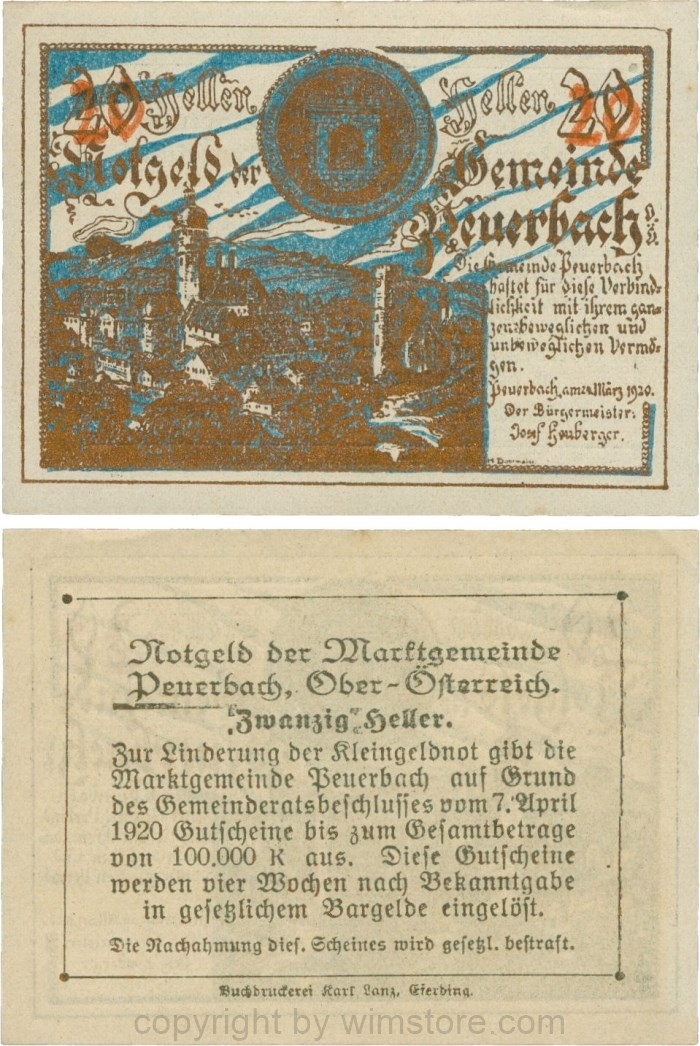 20 Heller Heller 20
Notgeld der Gemeinde
Peuerbach O.Ö.
Die Gemeinde Peuerbach
haftet für diese Verbind-
lichkeit mit ihrem gan-
zen beweglichen und
unbeweglichen Vermö-
gen.
Peuerbach, am März 1920.
Der Bürgermeister:
Josef
Notgeld der Marktgemeinde
Peuerbach, Ober-Österreich.
„Zwanzig" Heller.
Zur Linderung der Kleingeldnot gibt die
Marktgemeinde Peuerbach auf Grund
des Gemeinderatsbeschlusses vom 7. April
1920 Gutscheine bis zum Gesamtbetrage
von 100.000 K aus. Diese Gutscheine
werden vier Wochen nach Bekanntgabe
in gesetzlichem Bargelde eingelöst.
Die Nachahmung dies. Scheines wird gesetzl. bestraft.
Buchdruckerei Karl Lanz, Eferding.
copyright by wimstore.com